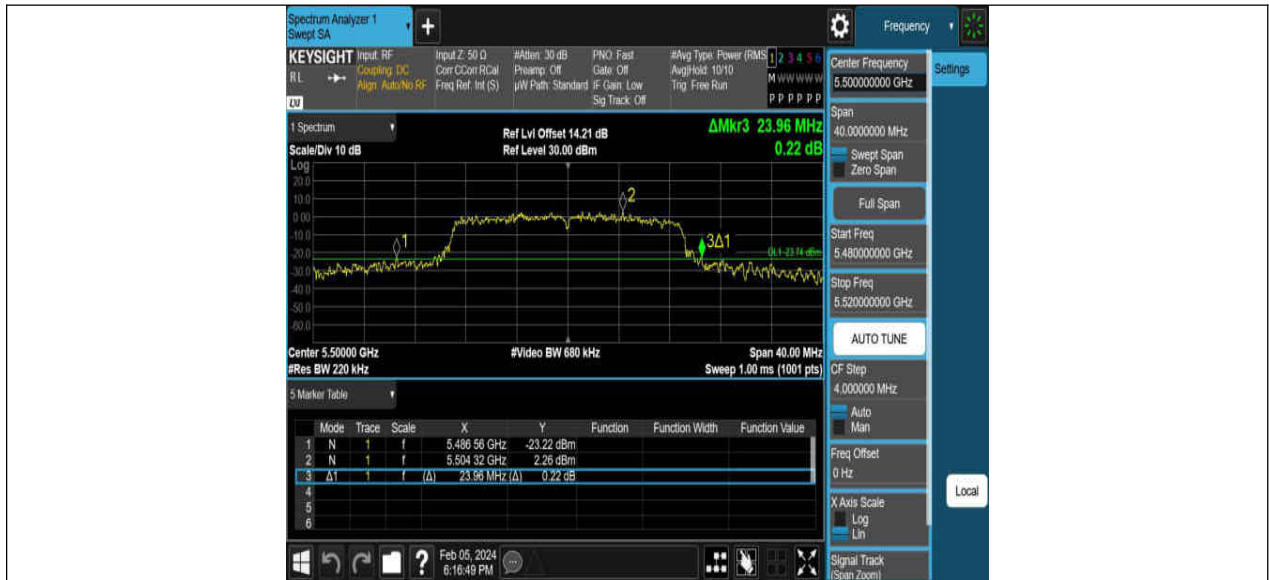 Spectrum Analyzer 1
Swept SA
+
Frequency
KEYSIGHT
RL
LXI
Input: RF
Coupling: DC
Align: Auto/No RF
Input Z: 50 Ω
Corr CCorr RCal
Freq Ref: Int (S)
#Atten: 30 dB
Preamp: Off
µW Path: Standard
PNO: Fast
Gate: Off
IF Gain: Low
Sig Track: Off
#Avg Type: Power (RMS
Avg|Hold: 10/10
Trig: Free Run
1 2 3 4 5 6
M W W W W W
P P P P P P
1 Spectrum
Scale/Div 10 dB
Ref Lvl Offset 14.21 dB
Ref Level 30.00 dBm
ΔMkr3 23.96 MHz
0.22 dB
Log
20.0
10.0
0.00
-10.0
-20.0
-30.0
-40.0
-50.0
-60.0
1
2
3Δ1
DL1 -23.74 dBm
Center 5.50000 GHz
#Video BW 680 kHz
Span 40.00 MHz
#Res BW 220 kHz
Sweep 1.00 ms (1001 pts)
5 Marker Table
Mode Trace Scale X Y Function Function Width Function Value
1 N 1 f 5.486 56 GHz -23.22 dBm
2 N 1 f 5.504 32 GHz 2.26 dBm
3 Δ1 1 f (Δ) 23.96 MHz (Δ) 0.22 dB
4
5
6
?
Feb 05, 2024
6:16:49 PM
Center Frequency
5.500000000 GHz
Settings
Span
40.0000000 MHz
Swept Span
Zero Span
Full Span
Start Freq
5.480000000 GHz
Stop Freq
5.520000000 GHz
AUTO TUNE
CF Step
4.000000 MHz
Auto
Man
Freq Offset
0 Hz
X Axis Scale
Log
Lin
Local
Signal Track
(Span Zoom)